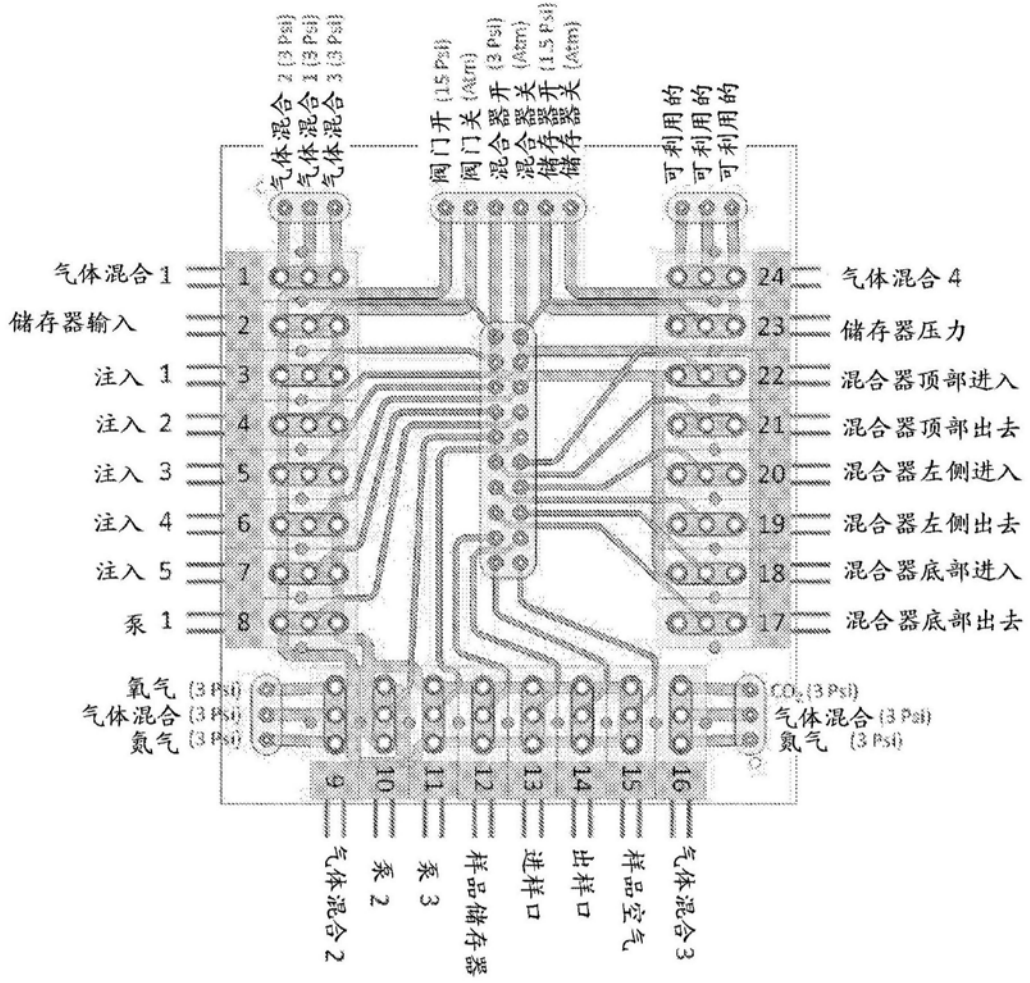 气体混合 2 (3 Psi)
气体混合 1 (3 Psi)
气体混合 3 (3 Psi)
阀门开 (15 Psi)
阀门关 (Atm)
混合器开 (3 Psi)
混合器关 (Atm)
储存器开 (1.5 Psi)
储存器关 (Atm)
可利用的
可利用的
可利用的
气体混合 1
1
储存器输入
2
注入 1
3
注入 2
4
注入 3
5
注入 4
6
注入 5
7
泵 1
8
24
气体混合 4
23
储存器压力
22
混合器顶部进入
21
混合器顶部出去
20
混合器左侧进入
19
混合器左侧出去
18
混合器底部进入
17
混合器底部出去
氧气 (3 Psi)
气体混合 (3 Psi)
氮气 (3 Psi)
CO₂ (3 Psi)
气体混合 (3 Psi)
氮气 (3 Psi)
9
10
11
12
13
14
15
16
气体混合 2
泵 2
泵 3
样品储存器
进样口
出样口
样品空气
气体混合 3